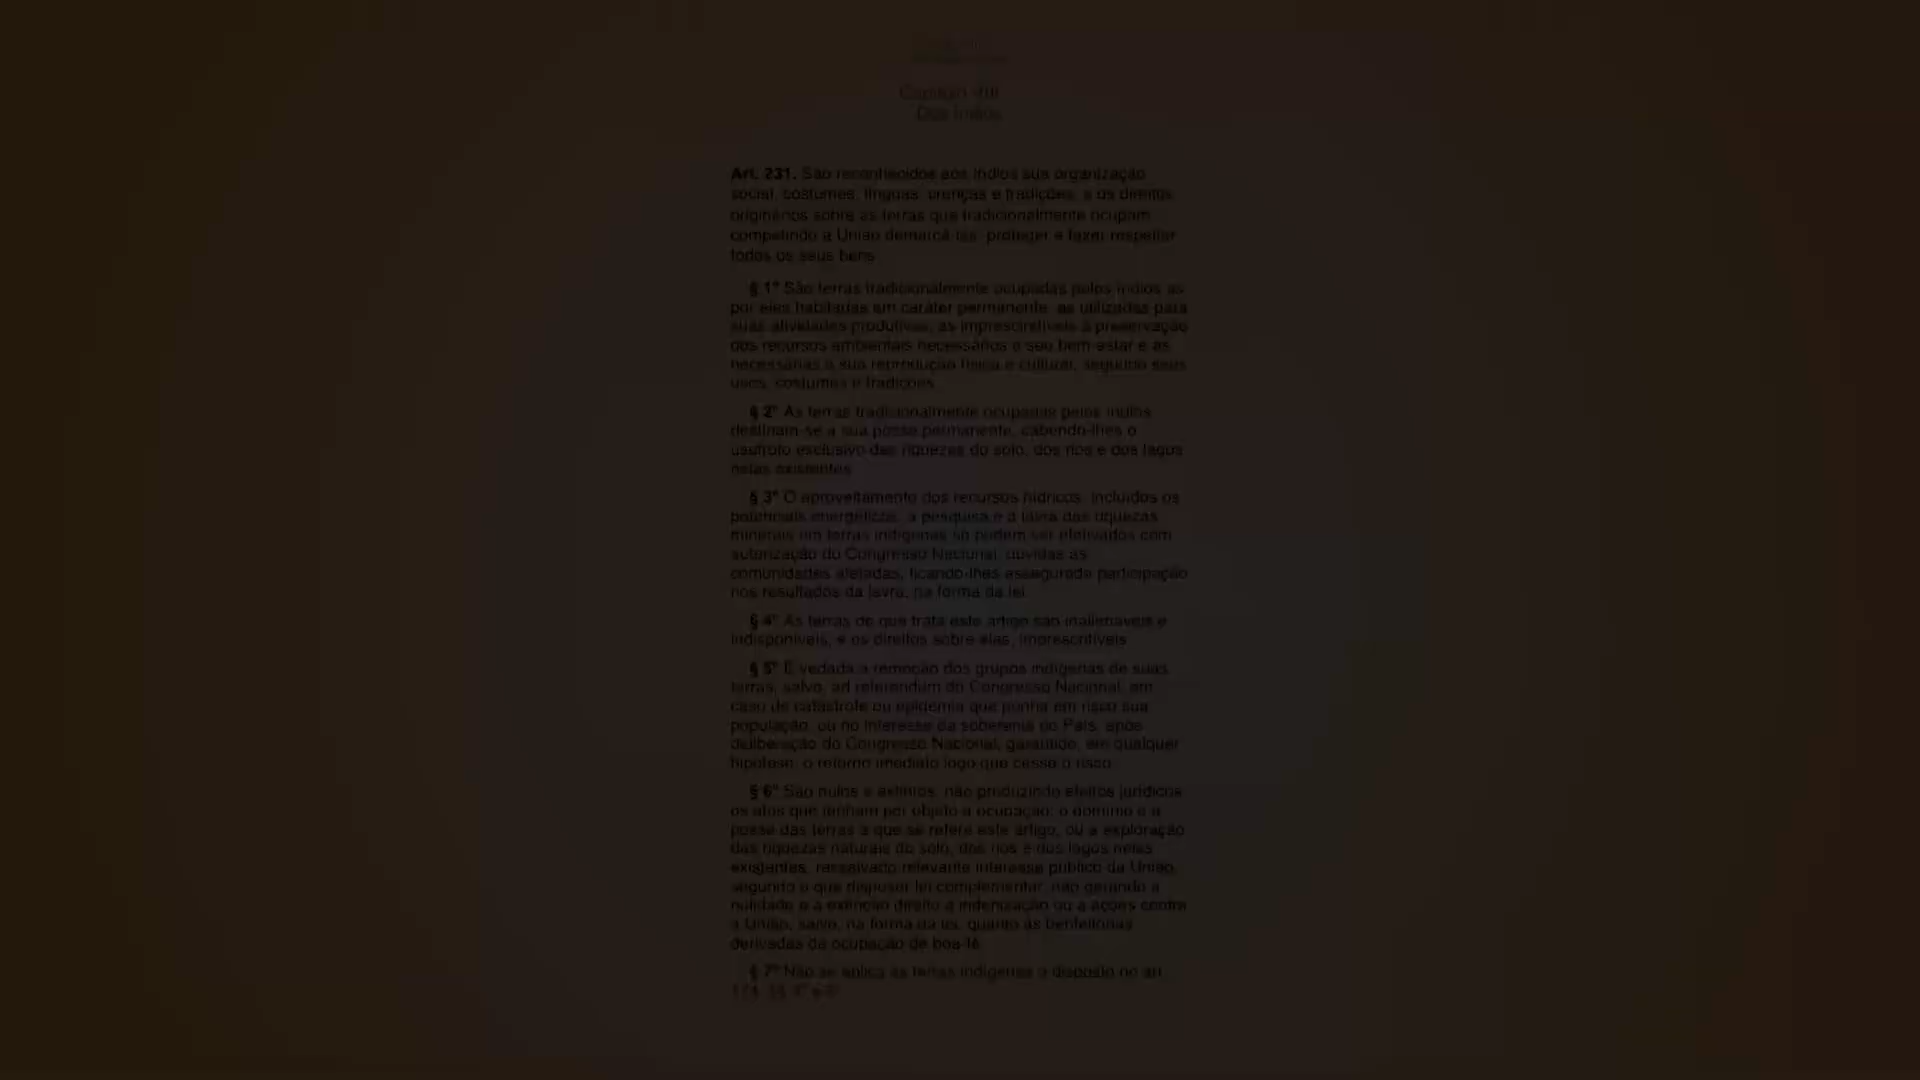 Capítulo VIII
Dos Índios
Art. 231. São reconhecidos aos índios sua organização
social, costumes, línguas, crenças e tradições, e os direitos
originários sobre as terras que tradicionalmente ocupam,
competindo à União demarcá-las, proteger e fazer respeitar
todos os seus bens.
§ 1º São terras tradicionalmente ocupadas pelos índios as
por eles habitadas em caráter permanente, as utilizadas para
suas atividades produtivas, as imprescindíveis à preservação
dos recursos ambientais necessários a seu bem-estar e as
necessárias a sua reprodução física e cultural, segundo seus
usos, costumes e tradições.
§ 2º As terras tradicionalmente ocupadas pelos índios
destinam-se a sua posse permanente, cabendo-lhes o
usufruto exclusivo das riquezas do solo, dos rios e dos lagos
nelas existentes.
§ 3º O aproveitamento dos recursos hídricos, incluídos os
potenciais energéticos, a pesquisa e a lavra das riquezas
minerais em terras indígenas só podem ser efetivados com
autorização do Congresso Nacional, ouvidas as
comunidades afetadas, ficando-lhes assegurada participação
nos resultados da lavra, na forma da lei.
§ 4º As terras de que trata este artigo são inalienáveis e
indisponíveis, e os direitos sobre elas, imprescritíveis.
§ 5º É vedada a remoção dos grupos indígenas de suas
terras, salvo, ad referendum do Congresso Nacional, em
caso de catástrofe ou epidemia que ponha em risco sua
população, ou no interesse da soberania do País, após
deliberação do Congresso Nacional, garantido, em qualquer
hipótese, o retorno imediato logo que cesse o risco.
§ 6º São nulos e extintos, não produzindo efeitos jurídicos,
os atos que tenham por objeto a ocupação, o domínio e a
posse das terras a que se refere este artigo, ou a exploração
das riquezas naturais do solo, dos rios e dos lagos nelas
existentes, ressalvado relevante interesse público da União,
segundo o que dispuser lei complementar, não gerando a
nulidade e a extinção direito a indenização ou a ações contra
a União, salvo, na forma da lei, quanto às benfeitorias
derivadas da ocupação de boa-fé.
§ 7º Não se aplica às terras indígenas o disposto no art.
174, §§ 3º e 4º